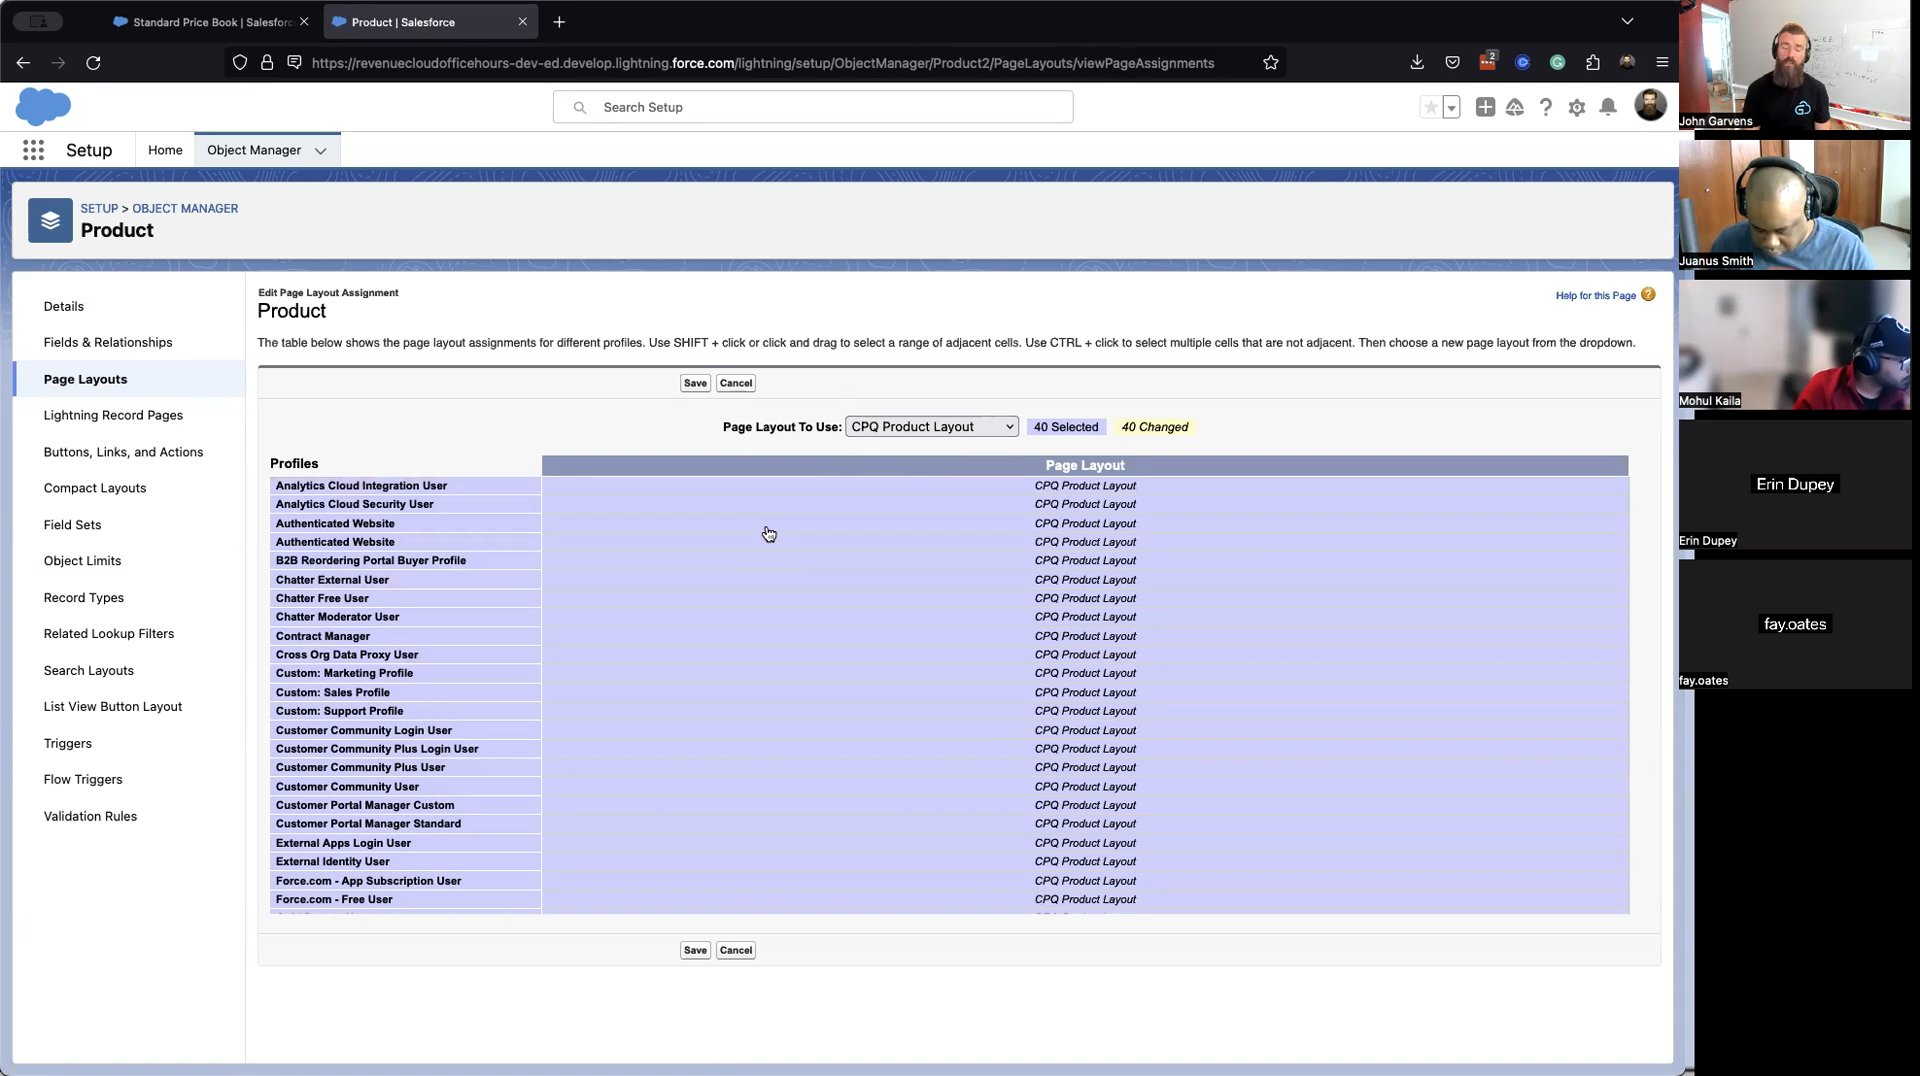 Standard Price Book | Salesforc
Product | Salesforce
https://revenuecloudofficehours-dev-ed.develop.lightning.force.com/lightning/setup/ObjectManager/Product2/PageLayouts/viewPageAssignments
2
Search Setup
Setup
Home
Object Manager
SETUP > OBJECT MANAGER
Product
Details
Fields & Relationships
Page Layouts
Lightning Record Pages
Buttons, Links, and Actions
Compact Layouts
Field Sets
Object Limits
Record Types
Related Lookup Filters
Search Layouts
List View Button Layout
Triggers
Flow Triggers
Validation Rules
Edit Page Layout Assignment
Product
Help for this Page
The table below shows the page layout assignments for different profiles. Use SHIFT + click or click and drag to select a range of adjacent cells. Use CTRL + click to select multiple cells that are not adjacent. Then choose a new page layout from the dropdown.
Save Cancel
Page Layout To Use: CPQ Product Layout 40 Selected 40 Changed
Profiles Page Layout
Analytics Cloud Integration User CPQ Product Layout
Analytics Cloud Security User CPQ Product Layout
Authenticated Website CPQ Product Layout
Authenticated Website CPQ Product Layout
B2B Reordering Portal Buyer Profile CPQ Product Layout
Chatter External User CPQ Product Layout
Chatter Free User CPQ Product Layout
Chatter Moderator User CPQ Product Layout
Contract Manager CPQ Product Layout
Cross Org Data Proxy User CPQ Product Layout
Custom: Marketing Profile CPQ Product Layout
Custom: Sales Profile CPQ Product Layout
Custom: Support Profile CPQ Product Layout
Customer Community Login User CPQ Product Layout
Customer Community Plus Login User CPQ Product Layout
Customer Community Plus User CPQ Product Layout
Customer Community User CPQ Product Layout
Customer Portal Manager Custom CPQ Product Layout
Customer Portal Manager Standard CPQ Product Layout
External Apps Login User CPQ Product Layout
External Identity User CPQ Product Layout
Force.com - App Subscription User CPQ Product Layout
Force.com - Free User CPQ Product Layout
Save Cancel
John Garvens
Juanus Smith
Mohul Kaila
Erin Dupey
Erin Dupey
fay.oates
fay.oates